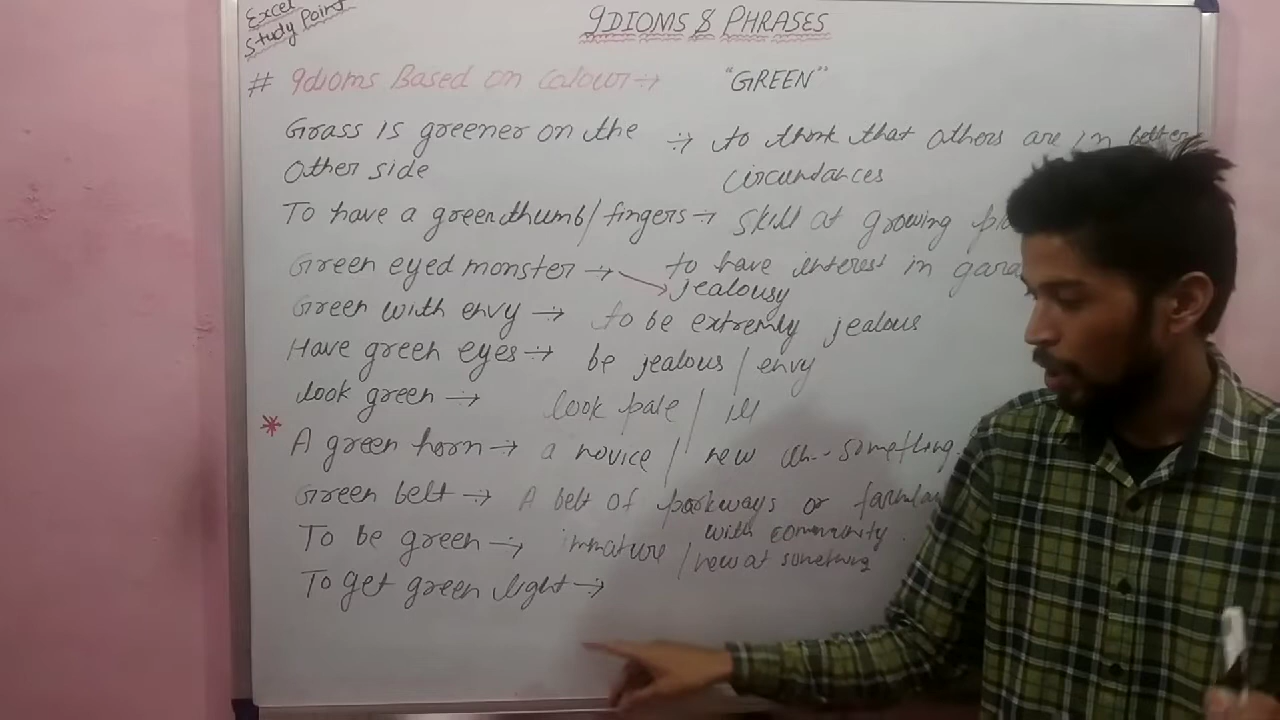 Excel
Study Point
IDIOMS & PHRASES
# Idioms Based on Colour → "GREEN"
Grass is greener on the
other side
→ to think that others are in better
circumdances
To have a green thumb / fingers → skill at growing
to have interest in
Green eyed monster → jealousy
Green with envy → to be extremly jealous
Have green eyes → be jealous / envy
Look green → look pale / ill
* A green horn → a novice / new something.
Green belt → A belt of parkways or
with community.
To be green → immature / new at something
To get green light →